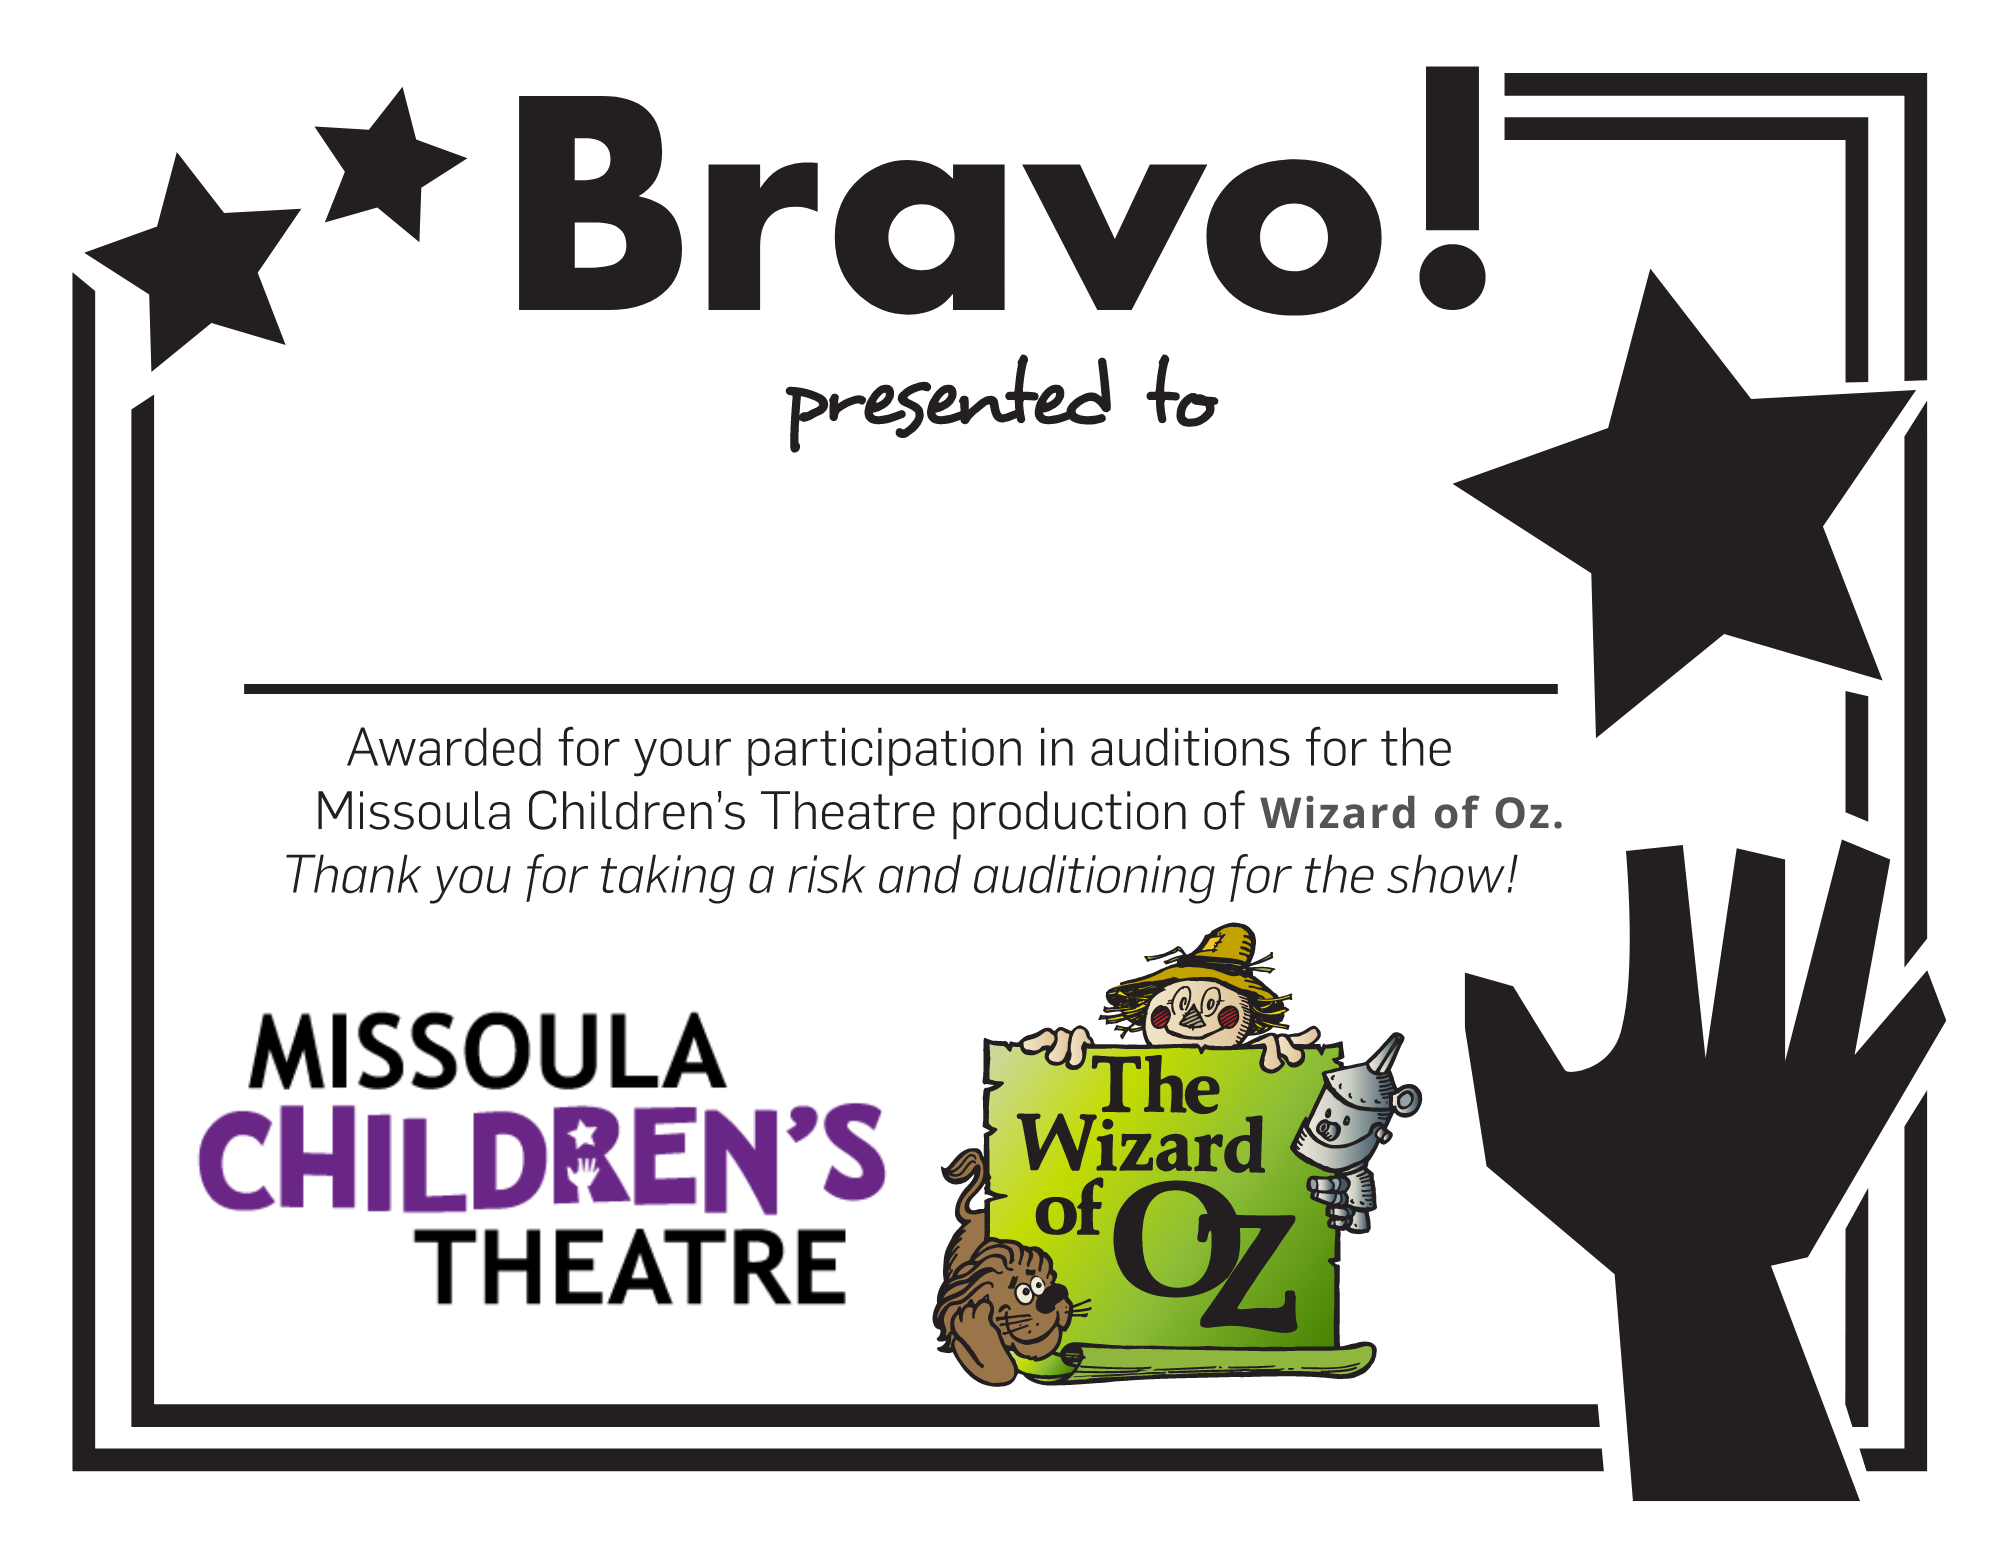 Bravo!
presented to
Awarded for your participation in auditions for the
Missoula Children’s Theatre production of Wizard of Oz.
Thank you for taking a risk and auditioning for the show!
MISSOULA
CHILDREN’S
THEATRE
The
Wizard
of OZ